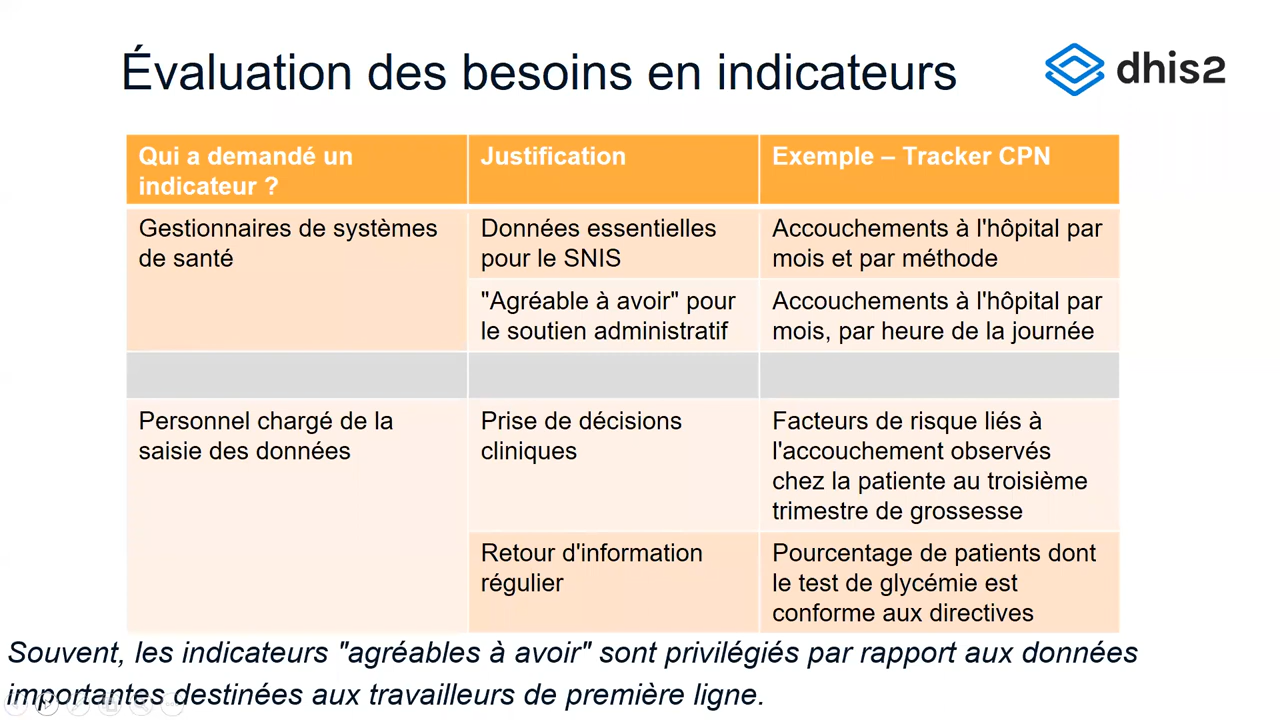 Évaluation des besoins en indicateurs
dhis2
Qui a demandé un
indicateur ?
Justification
Exemple – Tracker CPN
Gestionnaires de systèmes
de santé
Données essentielles
pour le SNIS
Accouchements à l'hôpital par
mois et par méthode
"Agréable à avoir" pour
le soutien administratif
Accouchements à l'hôpital par
mois, par heure de la journée
Personnel chargé de la
saisie des données
Prise de décisions
cliniques
Facteurs de risque liés à
l'accouchement observés
chez la patiente au troisième
trimestre de grossesse
Retour d'information
régulier
Pourcentage de patients dont
le test de glycémie est
conforme aux directives
Souvent, les indicateurs "agréables à avoir" sont privilégiés par rapport aux données
importantes destinées aux travailleurs de première ligne.